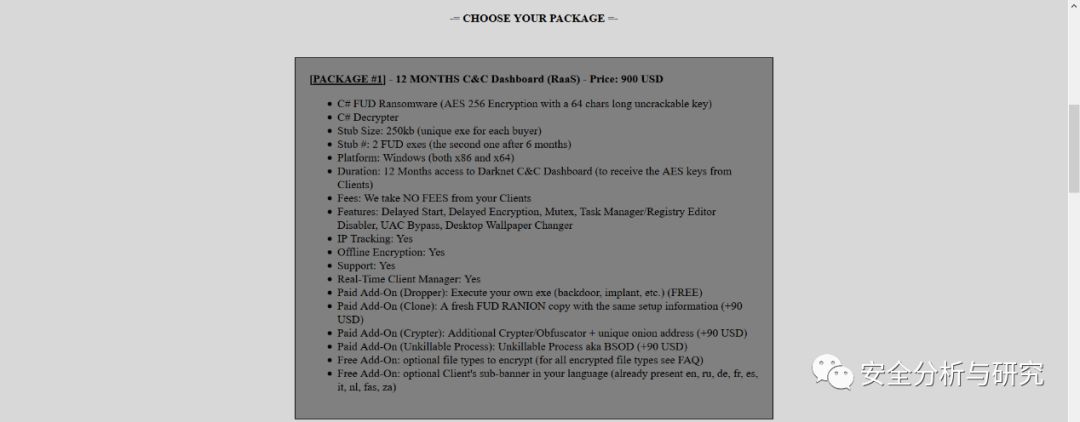 -= CHOOSE YOUR PACKAGE =-
[PACKAGE #1] - 12 MONTHS C&C Dashboard (RaaS) - Price: 900 USD
• C# FUD Ransomware (AES 256 Encryption with a 64 chars long uncrackable key)
• C# Decrypter
• Stub Size: 250kb (unique exe for each buyer)
• Stub #: 2 FUD exes (the second one after 6 months)
• Platform: Windows (both x86 and x64)
• Duration: 12 Months access to Darknet C&C Dashboard (to receive the AES keys from
Clients)
• Fees: We take NO FEES from your Clients
• Features: Delayed Start, Delayed Encryption, Mutex, Task Manager/Registry Editor
Disabler, UAC Bypass, Desktop Wallpaper Changer
• IP Tracking: Yes
• Offline Encryption: Yes
• Support: Yes
• Real-Time Client Manager: Yes
• Paid Add-On (Dropper): Execute your own exe (backdoor, implant, etc.) (FREE)
• Paid Add-On (Clone): A fresh FUD RANION copy with the same setup information (+90
USD)
• Paid Add-On (Crypter): Additional Crypter/Obfuscator + unique onion address (+90 USD)
• Paid Add-On (Unkillable Process): Unkillable Process aka BSOD (+90 USD)
• Free Add-On: optional file types to encrypt (for all encrypted file types see FAQ)
• Free Add-On: optional Client's sub-banner in your language (already present en, ru, de, fr, es,
it, nl, fas, za)
安全分析与研究